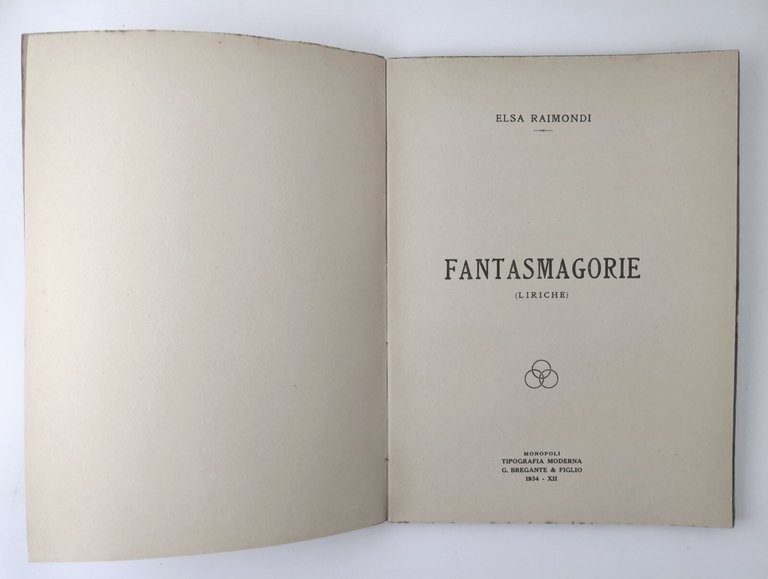 ELSA RAIMONDI
FANTASMAGORIE
(LIRICHE)
MONOPOLI
TIPOGRAFIA MODERNA
G. BREGANTE & FIGLIO
1934 - XII